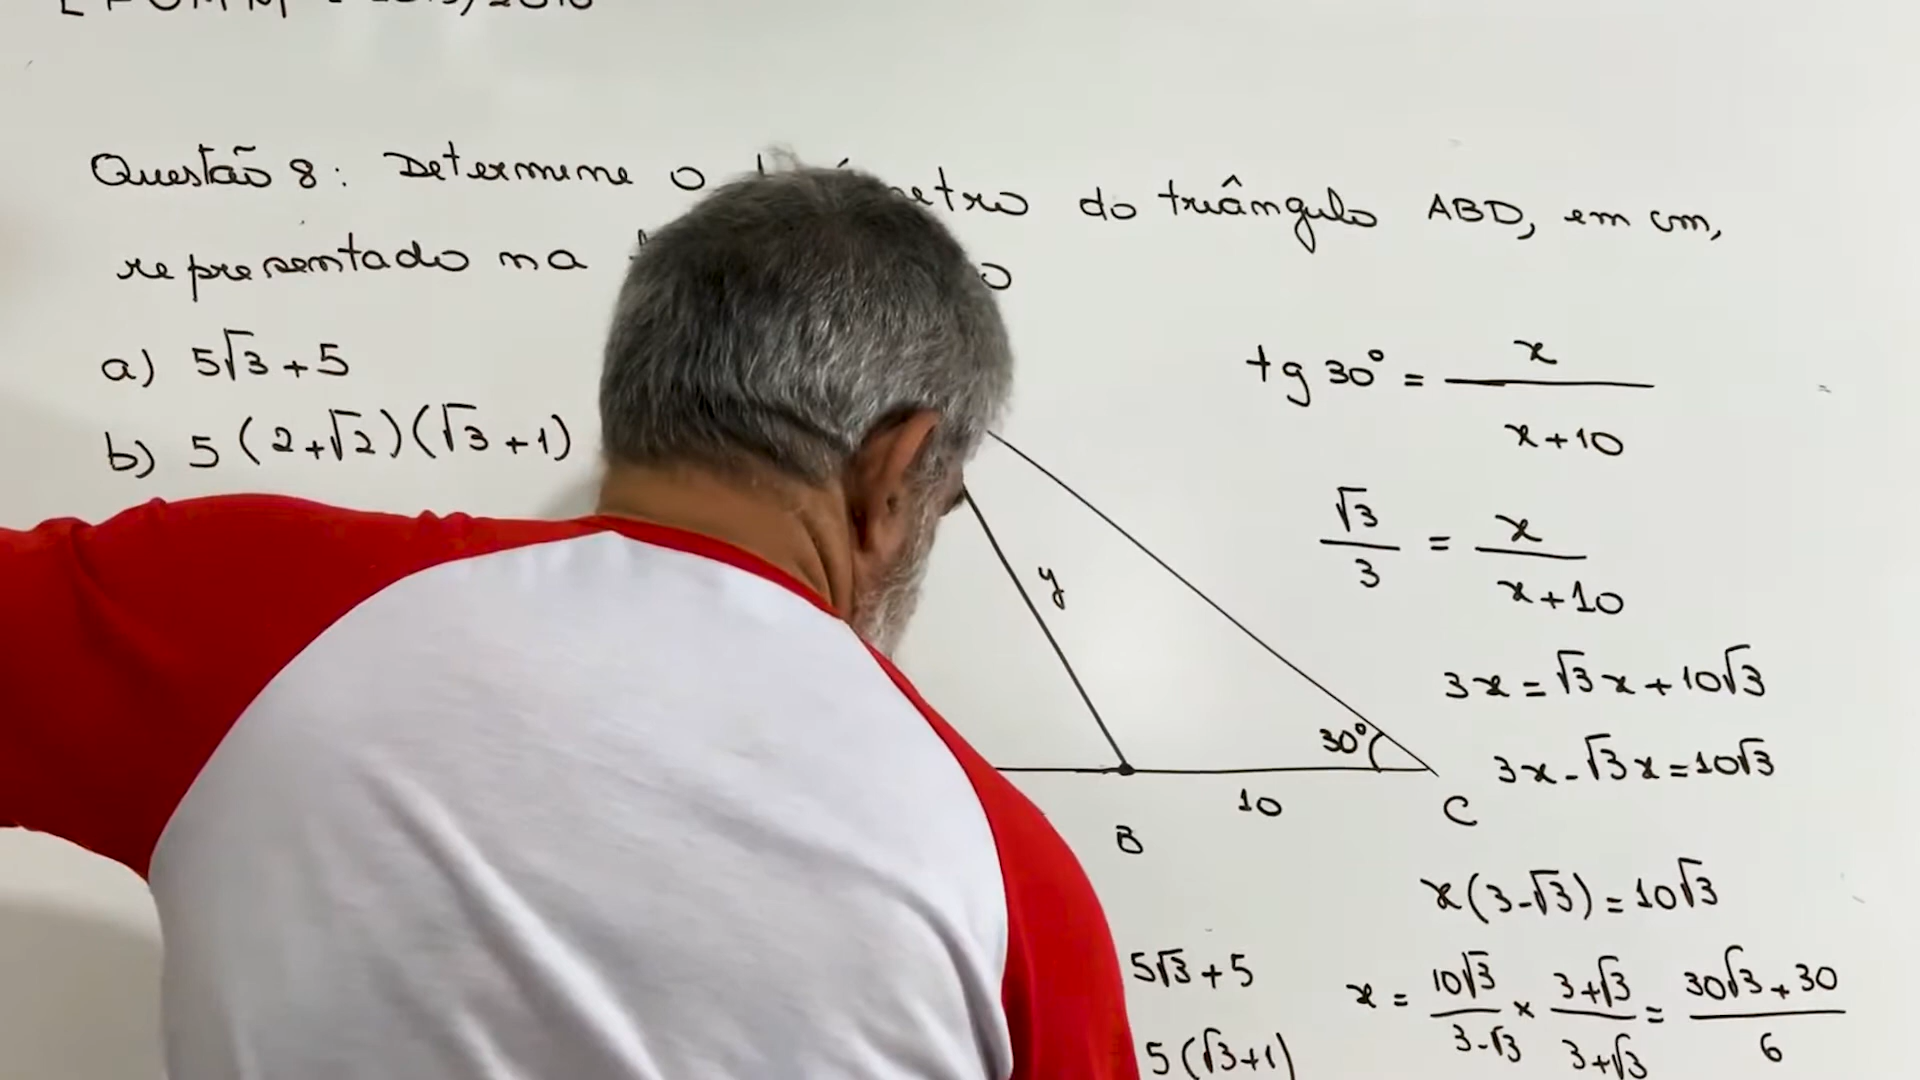 Questão 8: Determine o do triângulo ABD, em cm,
representado na
a) 5√3+5
b) 5(2+√2)(√3+1)
tg 30° = x / x+10
√3 / 3 = x / x+10
y
3x=√3x+10√3
30°
3x-√3x=10√3
10
C
B
x(3-√3)=10√3
5√3+5
x = 10√3 / 3-√3 × 3+√3 / 3+√3 = 30√3+30 / 6
5(√3+1)